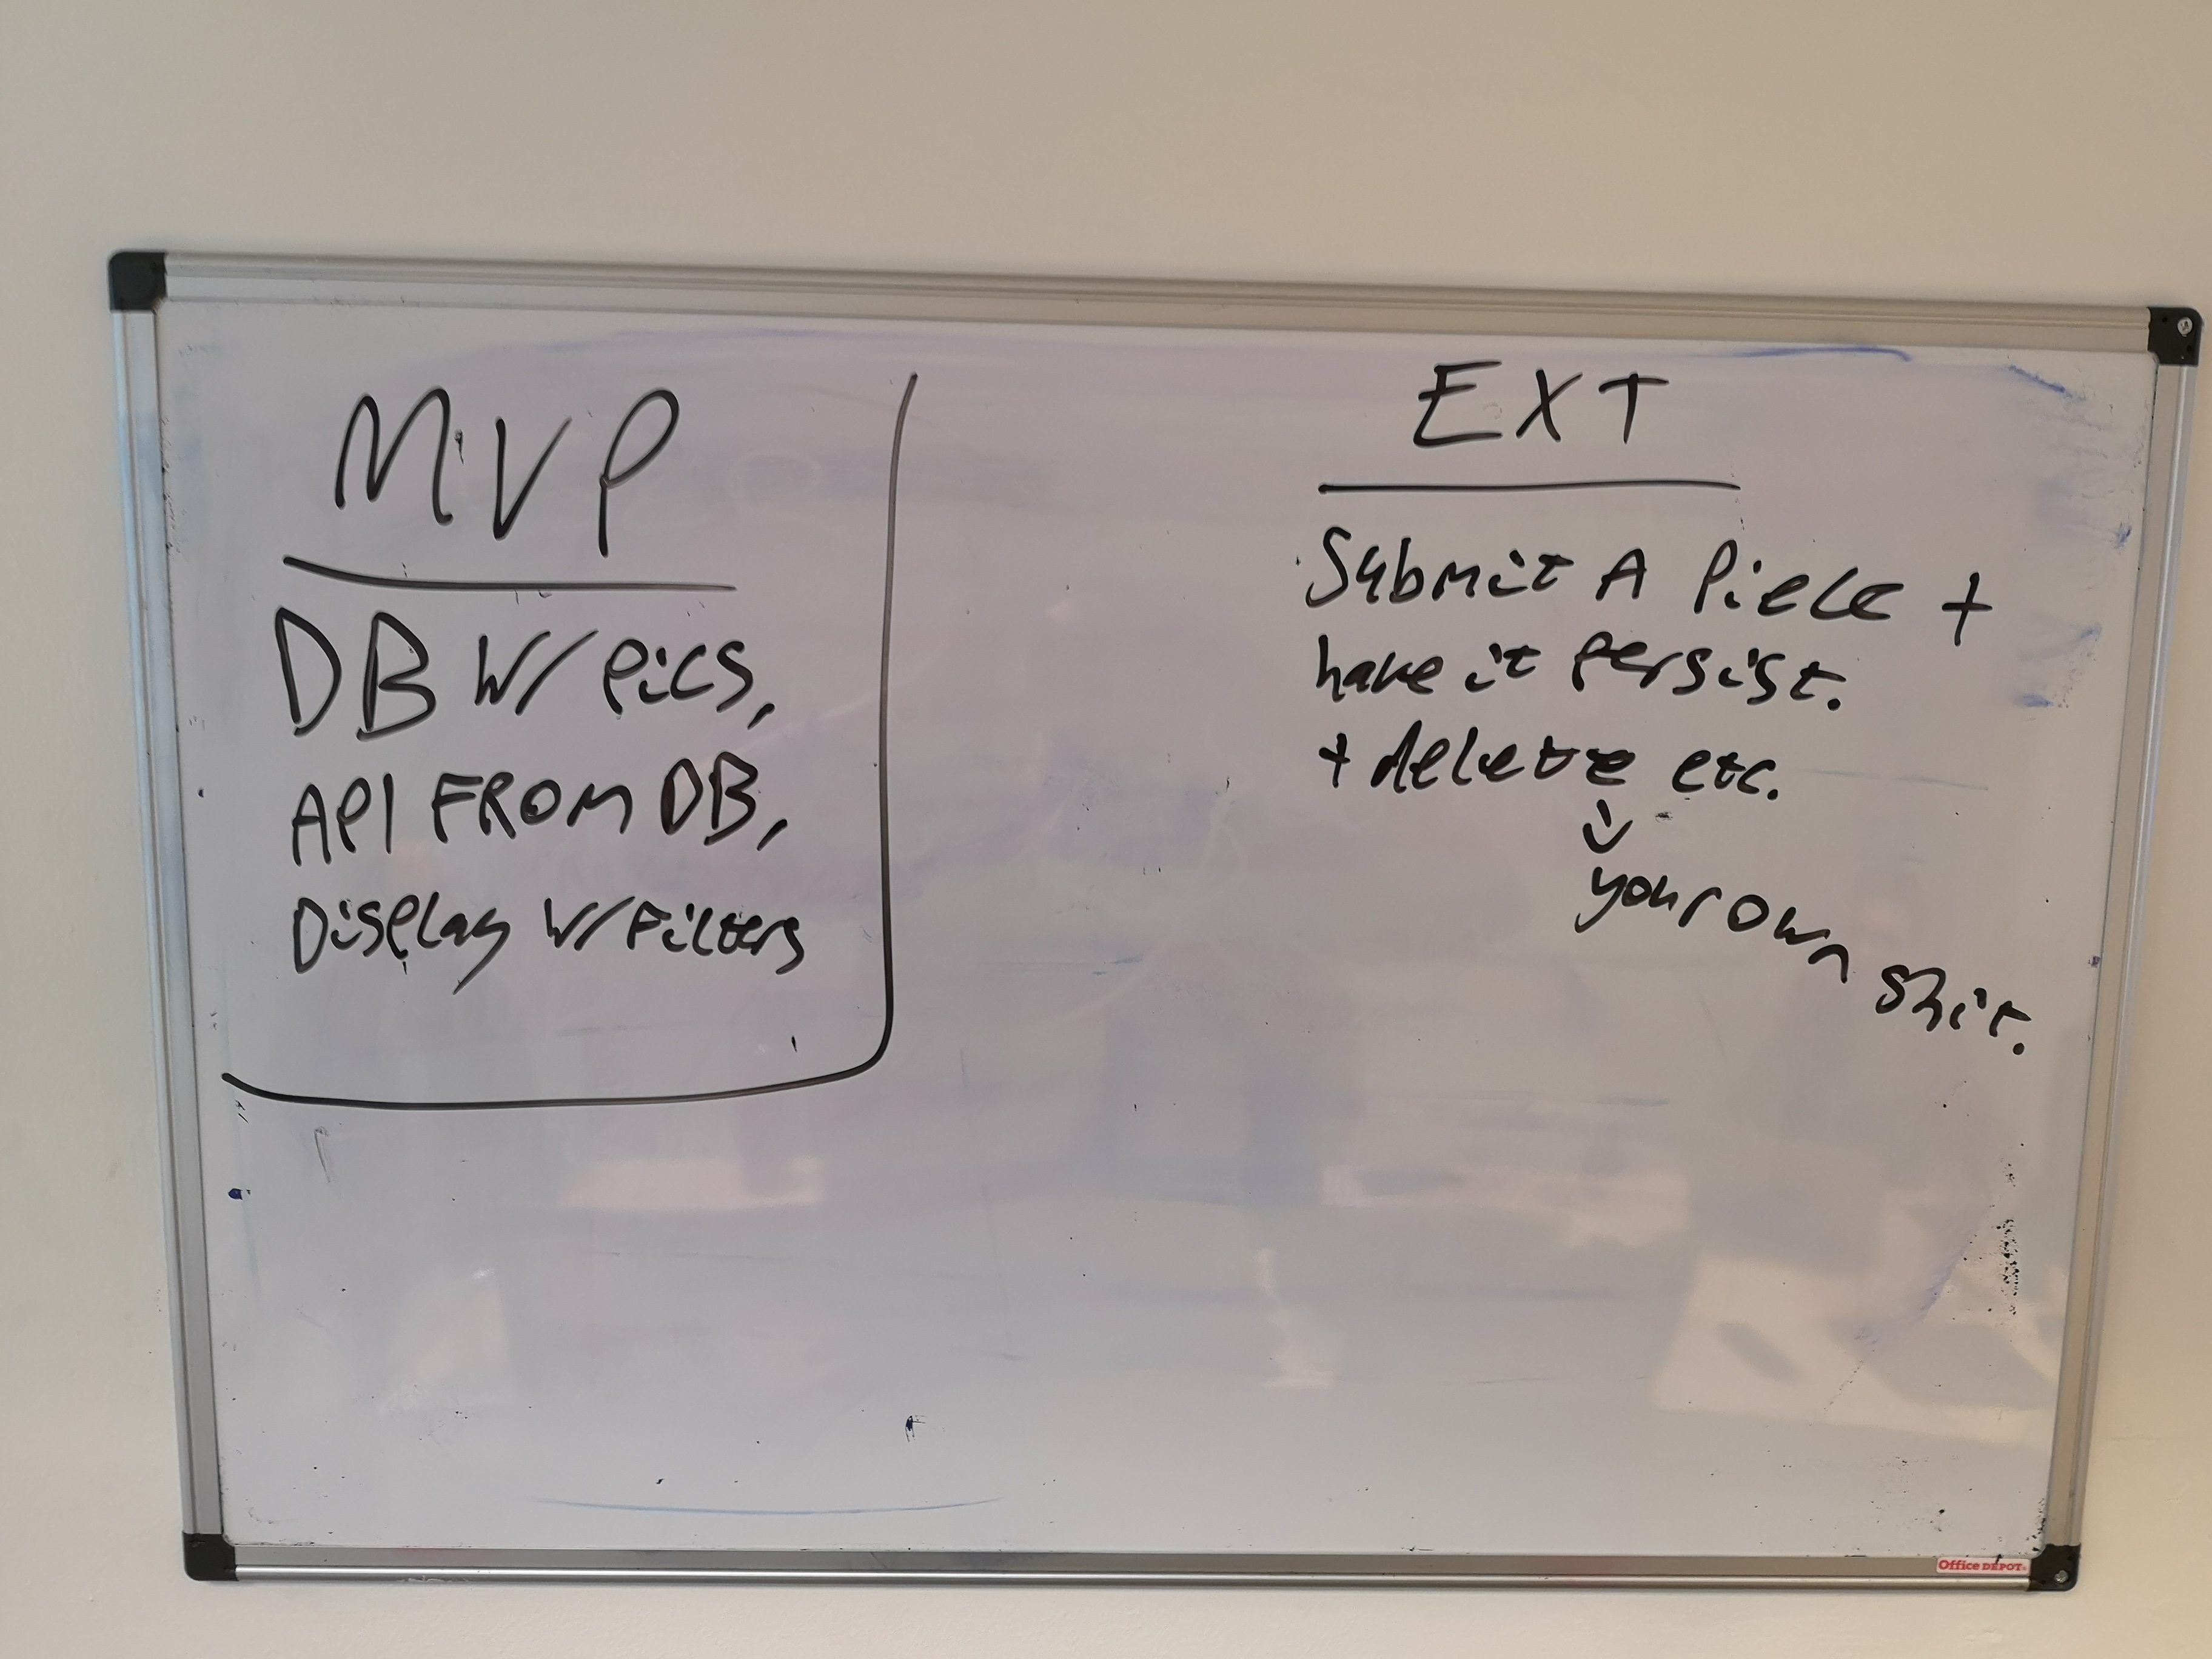 MVP
DB W/ Pics,
API FROM DB,
Display W/ Filters
EXT
Submit A Piece +
have it Persist.
+ delete etc.
your own shit.
Office DEPOT